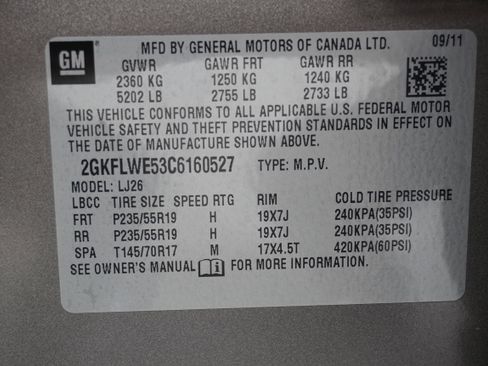 GM
MFD BY GENERAL MOTORS OF CANADA LTD. 09/11
GVWR GAWR FRT GAWR RR
2360 KG 1250 KG 1240 KG
5202 LB 2755 LB 2733 LB
THIS VEHICLE CONFORMS TO ALL APPLICABLE U.S. FEDERAL MOTOR
VEHICLE SAFETY AND THEFT PREVENTION STANDARDS IN EFFECT ON
THE DATE OF MANUFACTURE SHOWN ABOVE.
2GKFLWE53C6160527 TYPE: M.P.V.
MODEL: LJ26
LBCC TIRE SIZE SPEED RTG RIM COLD TIRE PRESSURE
FRT P235/55R19 H 19X7J 240KPA(35PSI)
RR P235/55R19 H 19X7J 240KPA(35PSI)
SPA T145/70R17 M 17X4.5T 420KPA(60PSI)
SEE OWNER'S MANUAL i FOR MORE INFORMATION.